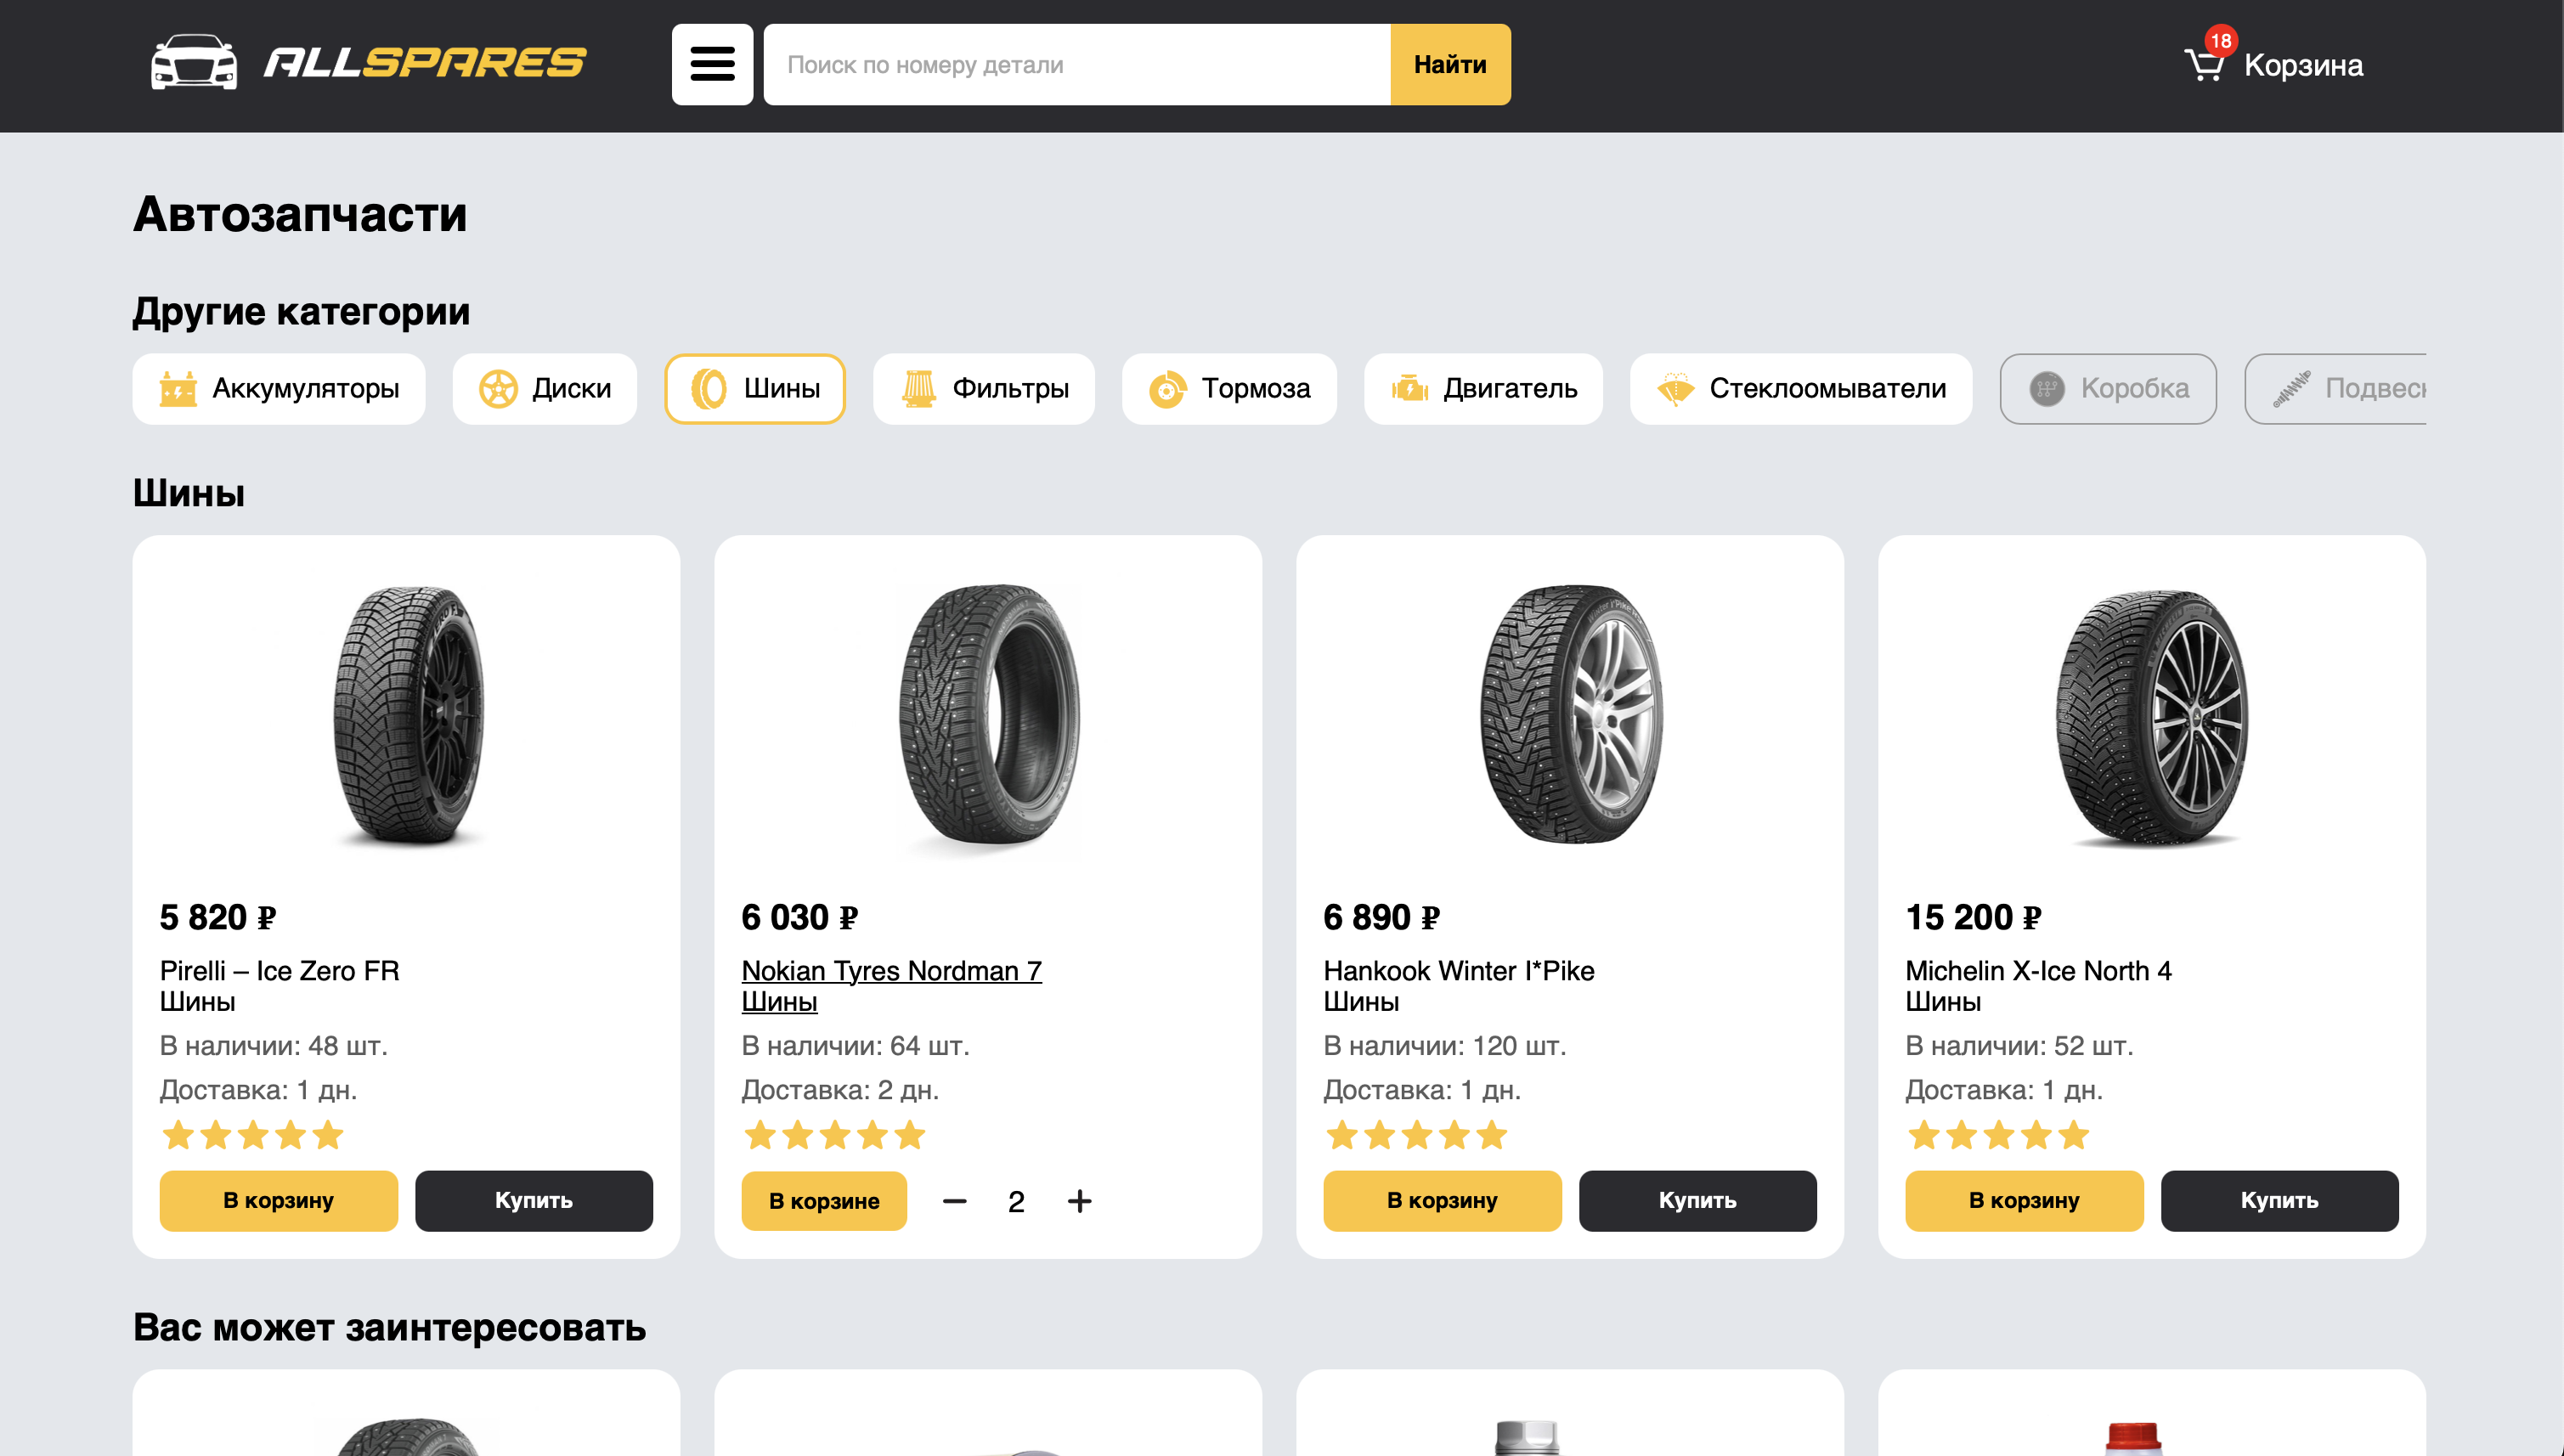 ALLSPARES
Поиск по номеру детали
Найти
18
Корзина
Автозапчасти
Другие категории
Аккумуляторы
Диски
Шины
Фильтры
Тормоза
Двигатель
Стеклоомыватели
Коробка
Подвеск
Шины
5 820 ₽
Pirelli – Ice Zero FR
Шины
В наличии: 48 шт.
Доставка: 1 дн.
В корзину
Купить
6 030 ₽
Nokian Tyres Nordman 7
Шины
В наличии: 64 шт.
Доставка: 2 дн.
В корзине
— 2 +
6 890 ₽
Hankook Winter I*Pike
Шины
В наличии: 120 шт.
Доставка: 1 дн.
В корзину
Купить
15 200 ₽
Michelin X-Ice North 4
Шины
В наличии: 52 шт.
Доставка: 1 дн.
В корзину
Купить
Вас может заинтересовать